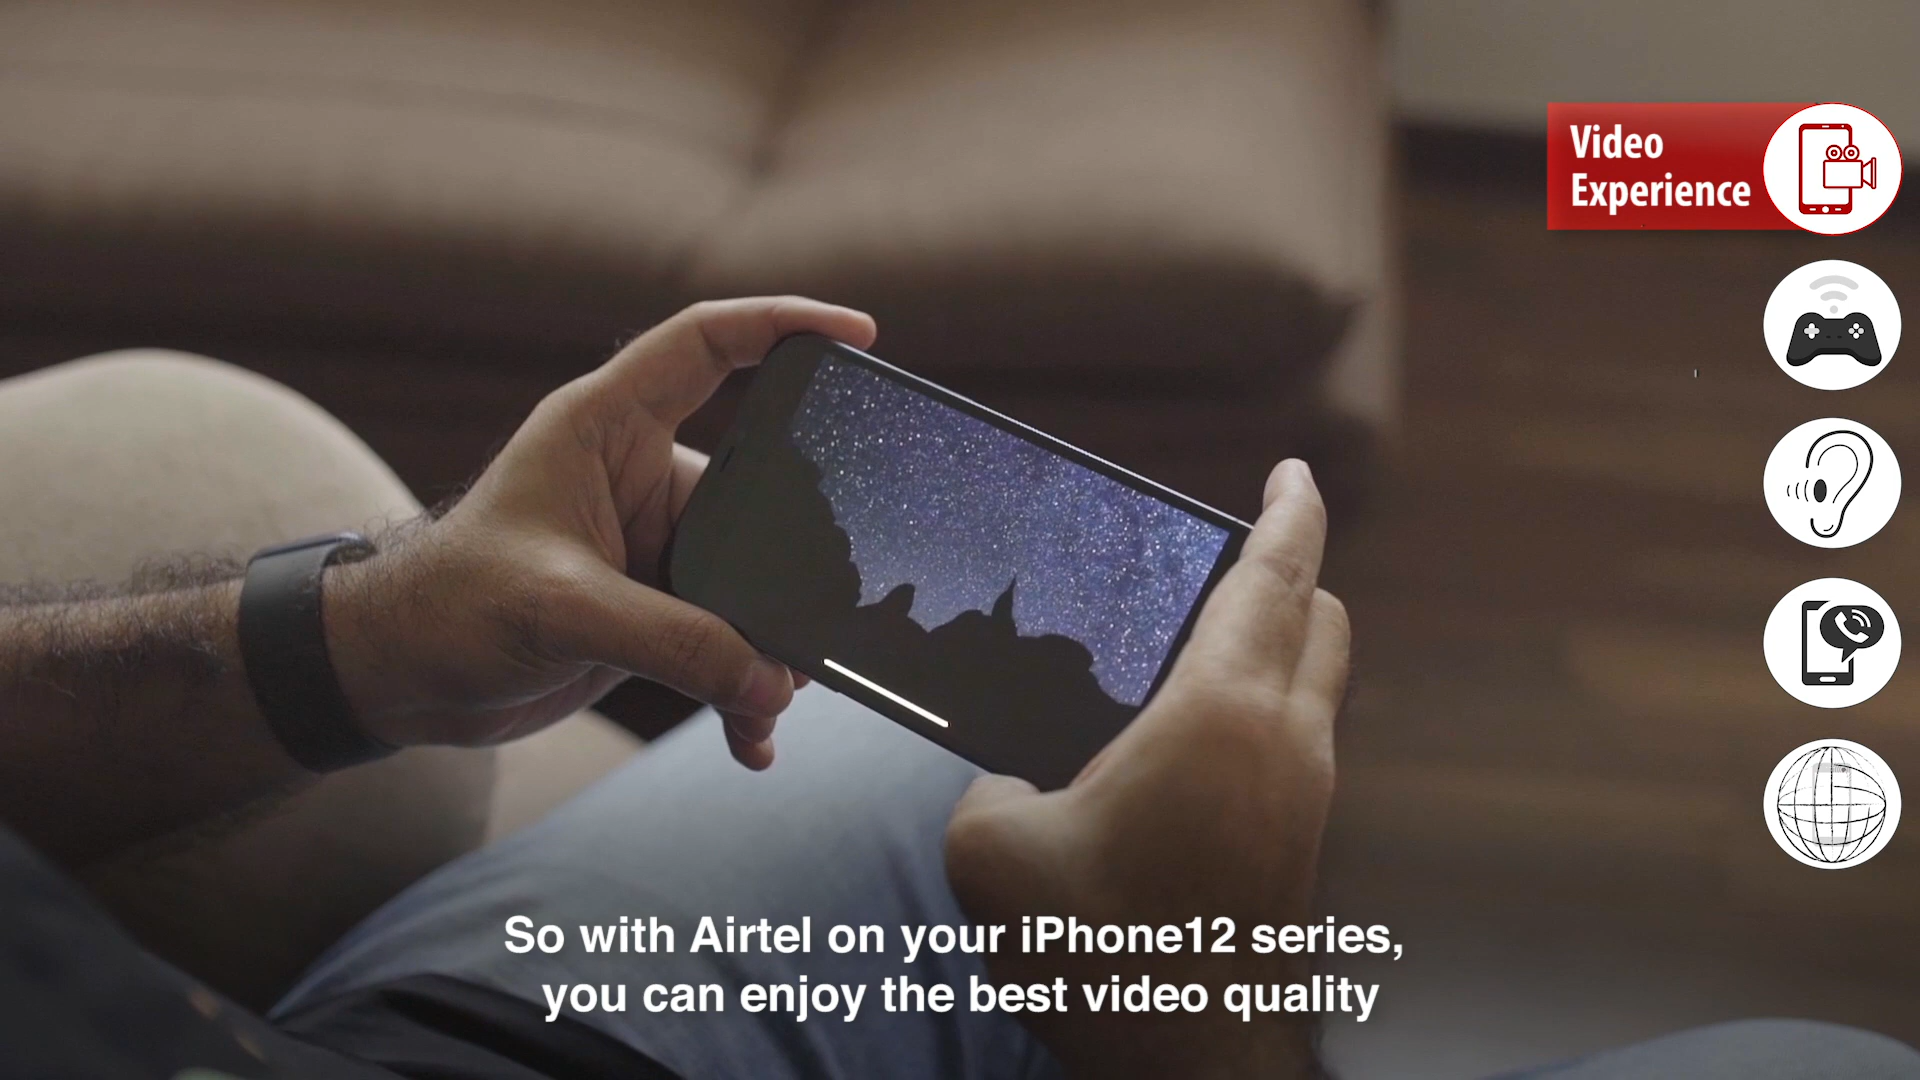 Video
Experience
So with Airtel on your iPhone12 series,
you can enjoy the best video quality